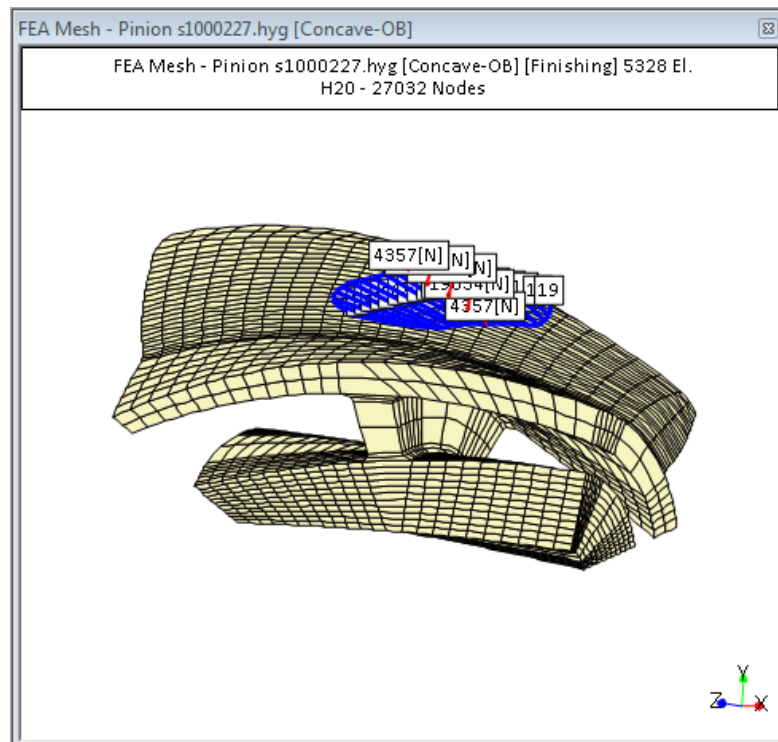 FEA Mesh - Pinion s1000227.hyg [Concave-OB]
FEA Mesh - Pinion s1000227.hyg [Concave-OB] [Finishing] 5328 El.
H20 - 27032 Nodes
4357[N]
N]
N]
[N]
119
4357[N]
Y
Z
X